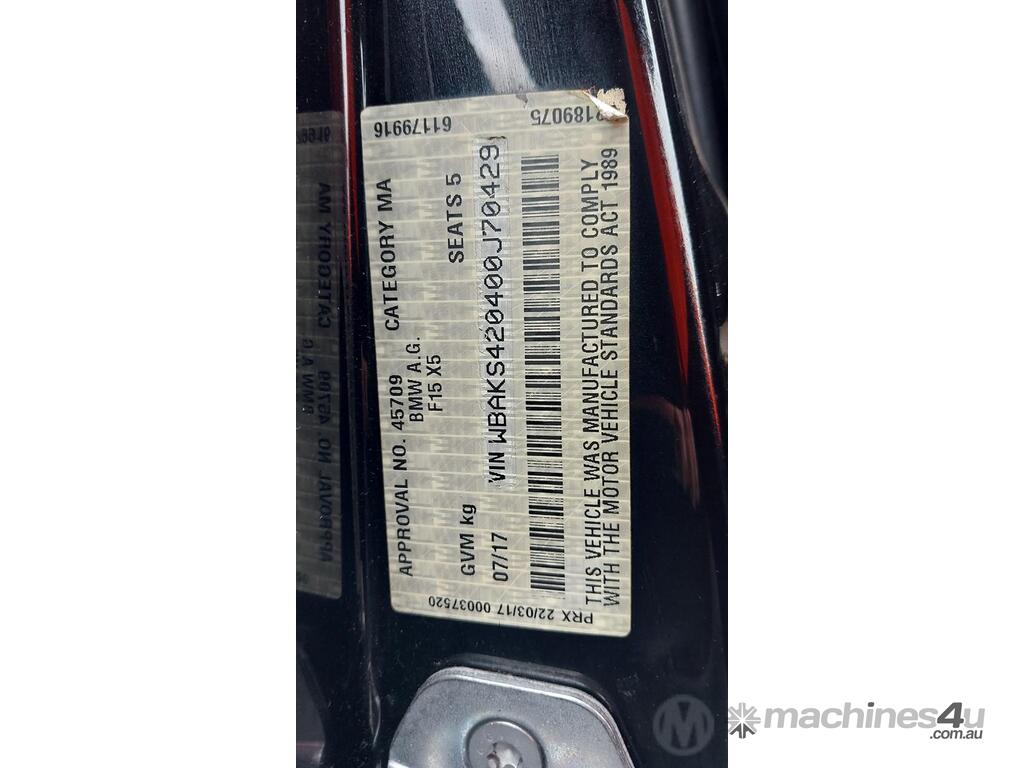 61179916
9189075
APPROVAL NO. 45709 CATEGORY MA
BMW A.G.
F15 X5
GVM kg SEATS 5
07/17 VIN WBAKS420400J70429
THIS VEHICLE WAS MANUFACTURED TO COMPLY
WITH THE MOTOR VEHICLE STANDARDS ACT 1989
PRX 22/03/17 00037520
machines4u
.com.au